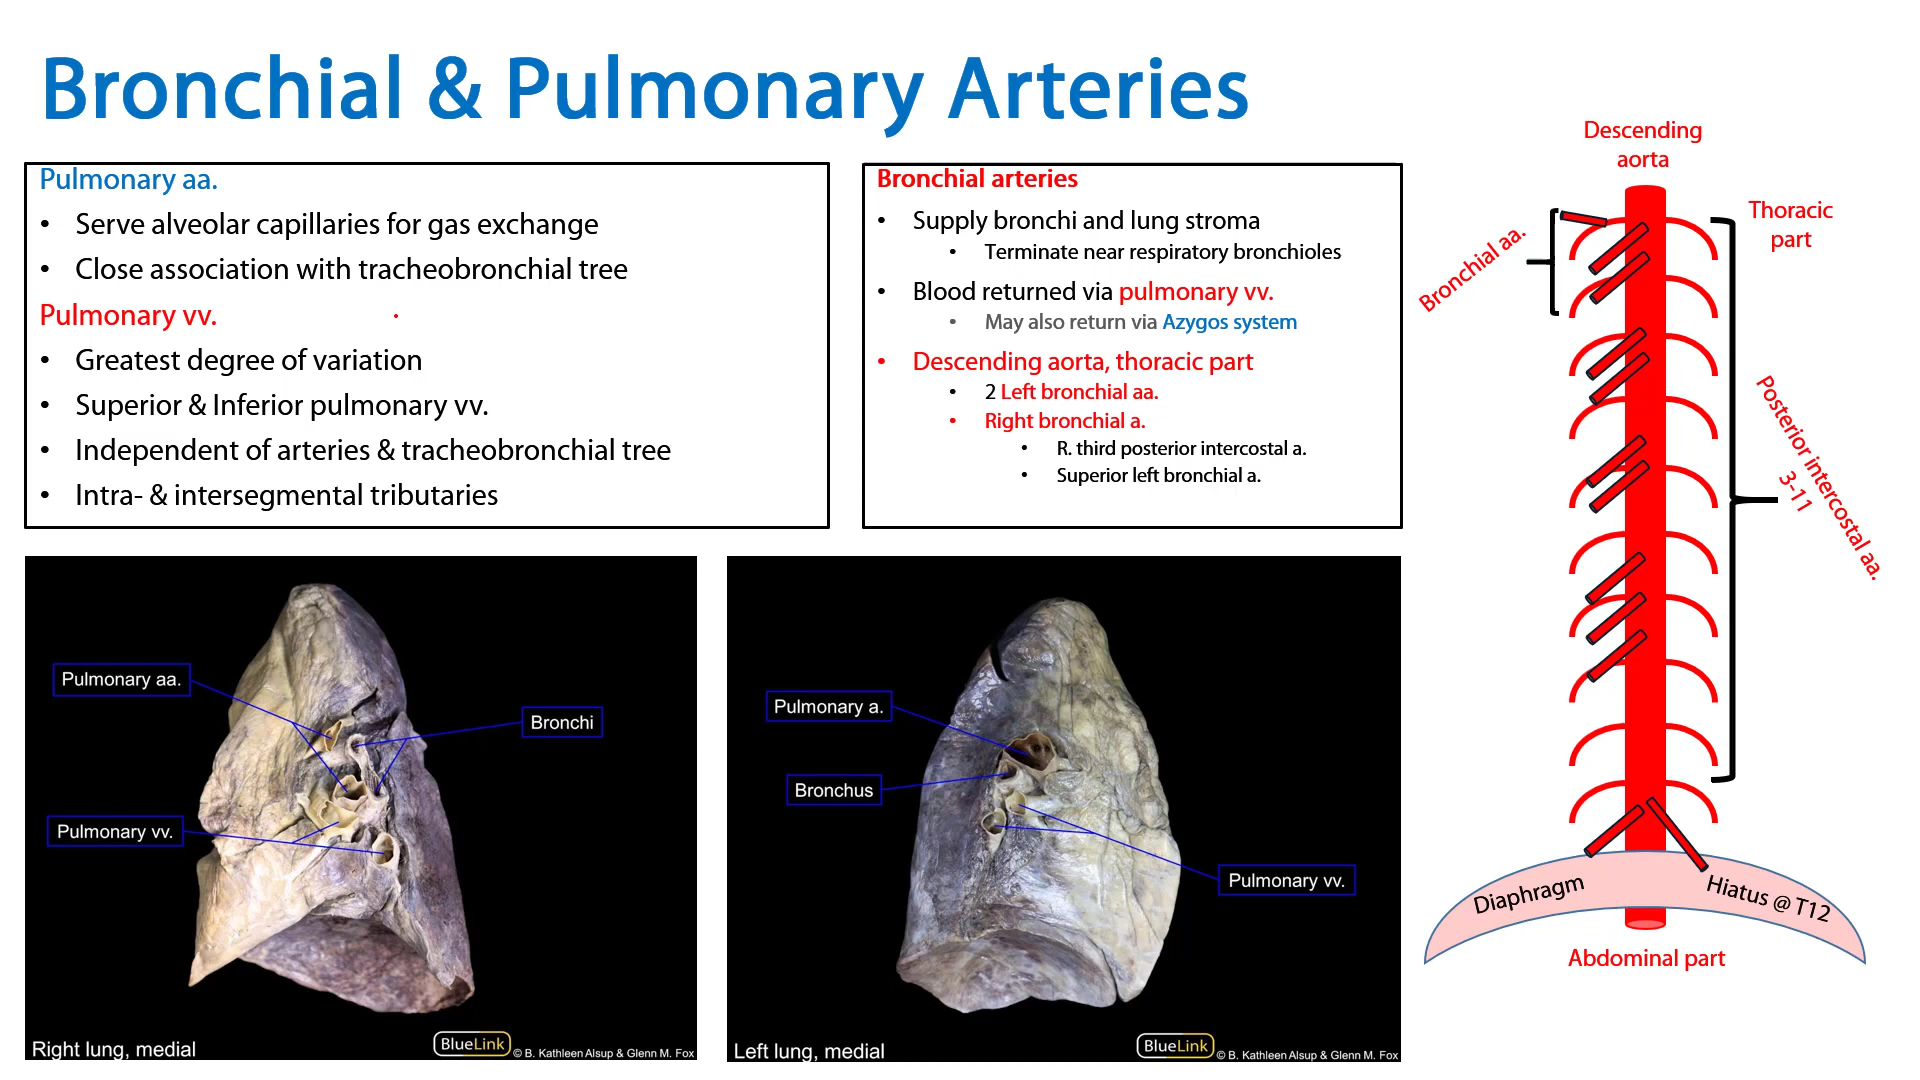 Bronchial & Pulmonary Arteries
Pulmonary aa.
• Serve alveolar capillaries for gas exchange
• Close association with tracheobronchial tree
Pulmonary vv.
• Greatest degree of variation
• Superior & Inferior pulmonary vv.
• Independent of arteries & tracheobronchial tree
• Intra- & intersegmental tributaries
Bronchial arteries
• Supply bronchi and lung stroma
• Terminate near respiratory bronchioles
• Blood returned via pulmonary vv.
• May also return via Azygos system
• Descending aorta, thoracic part
• 2 Left bronchial aa.
• Right bronchial a.
• R. third posterior intercostal a.
• Superior left bronchial a.
Descending
aorta
Thoracic
part
Bronchial aa.
Posterior intercostal aa.
3-11
Diaphragm
Hiatus @ T12
Abdominal part
Pulmonary aa.
Bronchi
Pulmonary vv.
Right lung, medial
BlueLink
© B. Kathleen Alsup & Glenn M. Fox
Pulmonary a.
Bronchus
Pulmonary vv.
Left lung, medial
BlueLink
© B. Kathleen Alsup & Glenn M. Fox